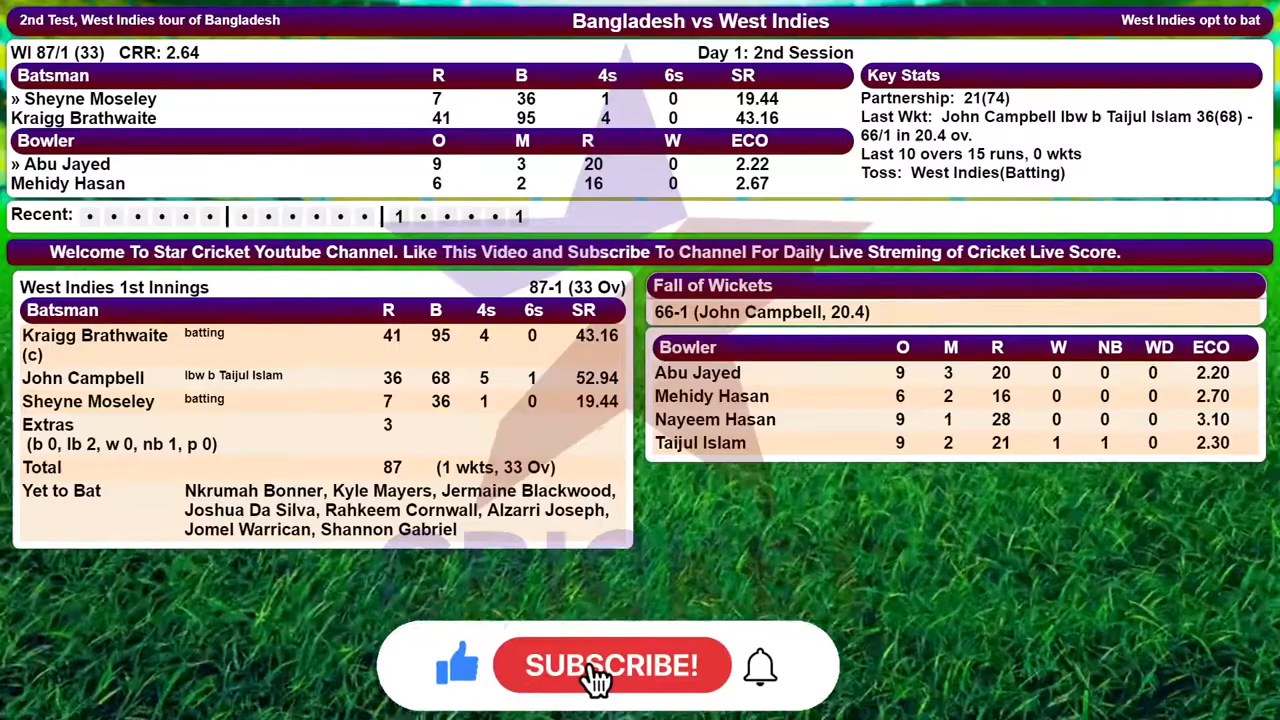 2nd Test, West Indies tour of Bangladesh Bangladesh vs West Indies West Indies opt to bat
WI 87/1 (33) CRR: 2.64 Day 1: 2nd Session
Batsman R B 4s 6s SR
» Sheyne Moseley 7 36 1 0 19.44
Kraigg Brathwaite 41 95 4 0 43.16
Bowler O M R W ECO
» Abu Jayed 9 3 20 0 2.22
Mehidy Hasan 6 2 16 0 2.67
Key Stats
Partnership: 21(74)
Last Wkt: John Campbell lbw b Taijul Islam 36(68) -
66/1 in 20.4 ov.
Last 10 overs 15 runs, 0 wkts
Toss: West Indies(Batting)
Recent: • • • • • • | • • • • • • | 1 • • • • 1
Welcome To Star Cricket Youtube Channel. Like This Video and Subscribe To Channel For Daily Live Streming of Cricket Live Score.
West Indies 1st Innings 87-1 (33 Ov)
Batsman R B 4s 6s SR
Kraigg Brathwaite batting 41 95 4 0 43.16
(c)
John Campbell lbw b Taijul Islam 36 68 5 1 52.94
Sheyne Moseley batting 7 36 1 0 19.44
Extras 3
(b 0, lb 2, w 0, nb 1, p 0)
Total 87 (1 wkts, 33 Ov)
Yet to Bat Nkrumah Bonner, Kyle Mayers, Jermaine Blackwood,
Joshua Da Silva, Rahkeem Cornwall, Alzarri Joseph,
Jomel Warrican, Shannon Gabriel
Fall of Wickets
66-1 (John Campbell, 20.4)
Bowler O M R W NB WD ECO
Abu Jayed 9 3 20 0 0 0 2.20
Mehidy Hasan 6 2 16 0 0 0 2.70
Nayeem Hasan 9 1 28 0 0 0 3.10
Taijul Islam 9 2 21 1 1 0 2.30
SUBSCRIBE!